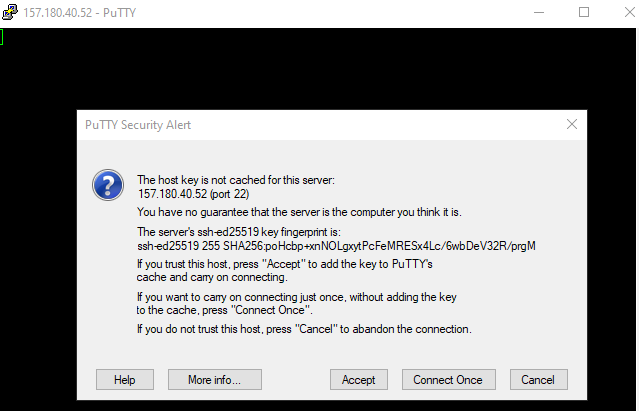 157.180.40.52 - PuTTY
PuTTY Security Alert
The host key is not cached for this server:
157.180.40.52 (port 22)
You have no guarantee that the server is the computer you think it is.
The server's ssh-ed25519 key fingerprint is:
ssh-ed25519 255 SHA256:poHcbp+xnNOLgxytPcFeMRESx4Lc/6wbDeV32R/prgM
If you trust this host, press "Accept" to add the key to PuTTY's
cache and carry on connecting.
If you want to carry on connecting just once, without adding the key
to the cache, press "Connect Once".
If you do not trust this host, press "Cancel" to abandon the connection.
Help More info... Accept Connect Once Cancel